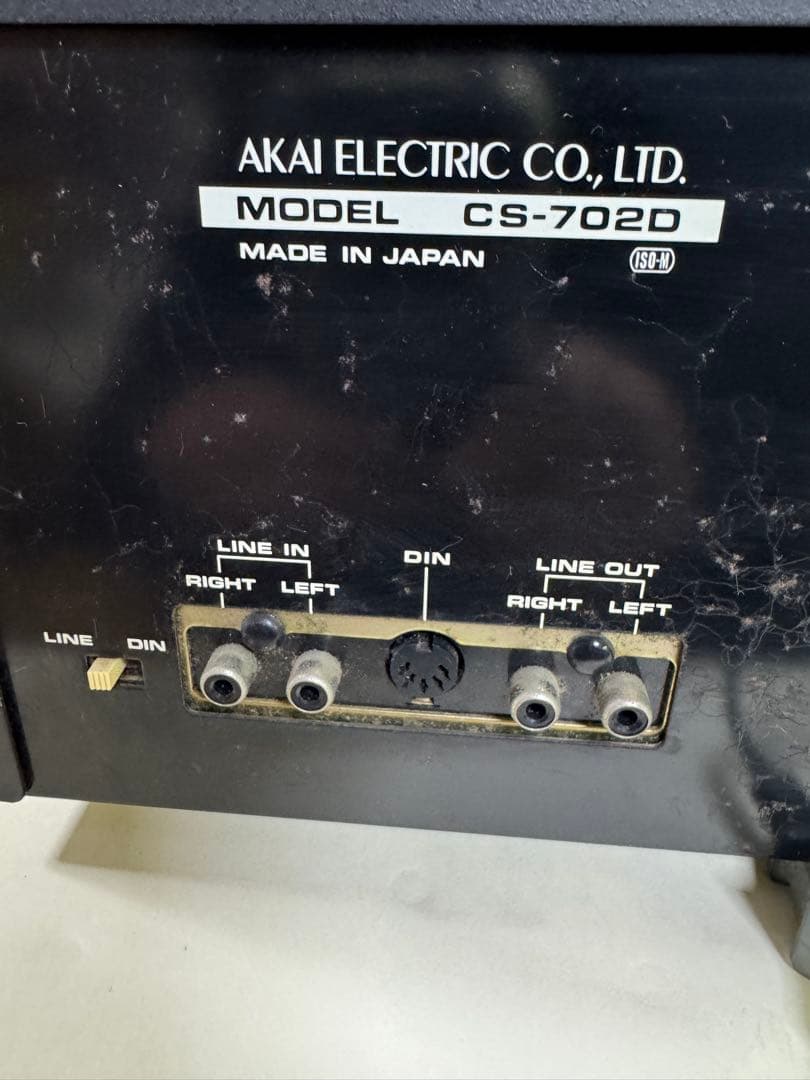 AKAI ELECTRIC CO., LTD.
MODEL CS-702D
MADE IN JAPAN
ISO-M
LINE IN
RIGHT LEFT
DIN
LINE OUT
RIGHT LEFT
LINE DIN